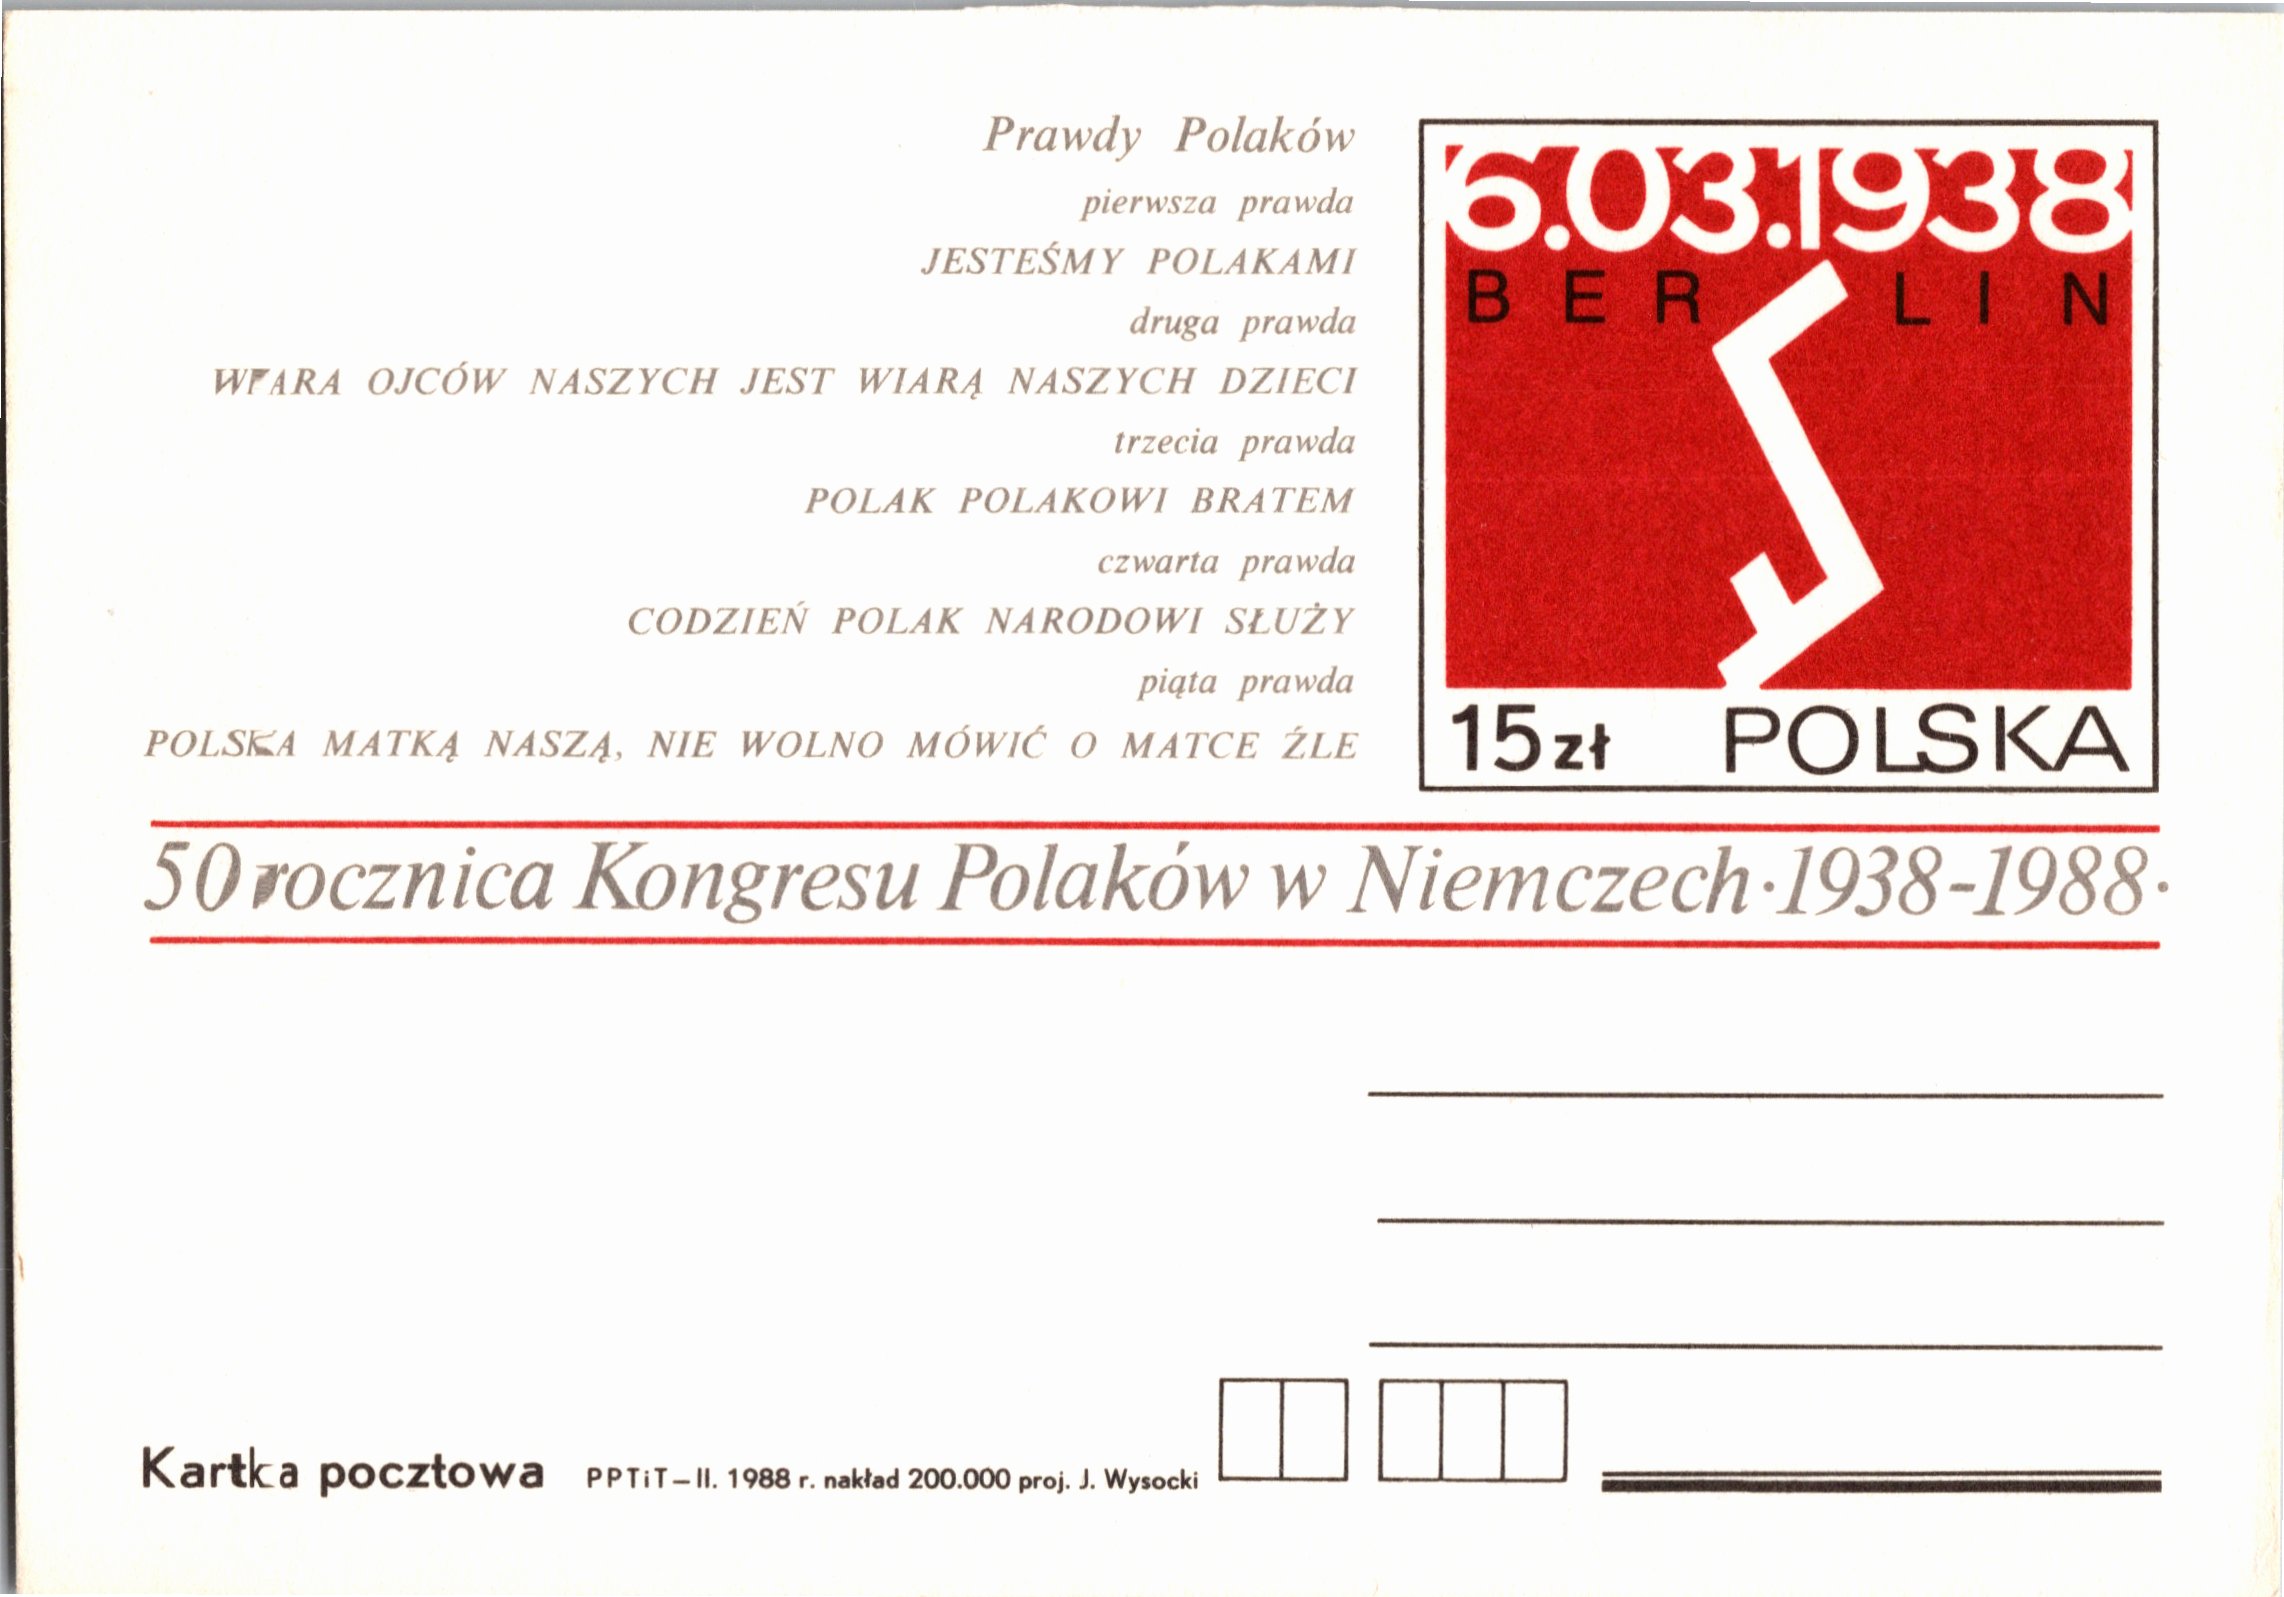 Prawdy Polaków
pierwsza prawda
JESTEŚMY POLAKAMI
druga prawda
WIARA OJCÓW NASZYCH JEST WIARĄ NASZYCH DZIECI
trzecia prawda
POLAK POLAKOWI BRATEM
czwarta prawda
CODZIEŃ POLAK NARODOWI SŁUŻY
piąta prawda
POLSKA MATKĄ NASZĄ, NIE WOLNO MÓWIĆ O MATCE ŹLE
6.03.1938
BERLIN
15zł POLSKA
50 rocznica Kongresu Polaków w Niemczech·1938-1988·
Kartka pocztowa PPTiT–II. 1988 r. nakład 200.000 proj. J. Wysocki